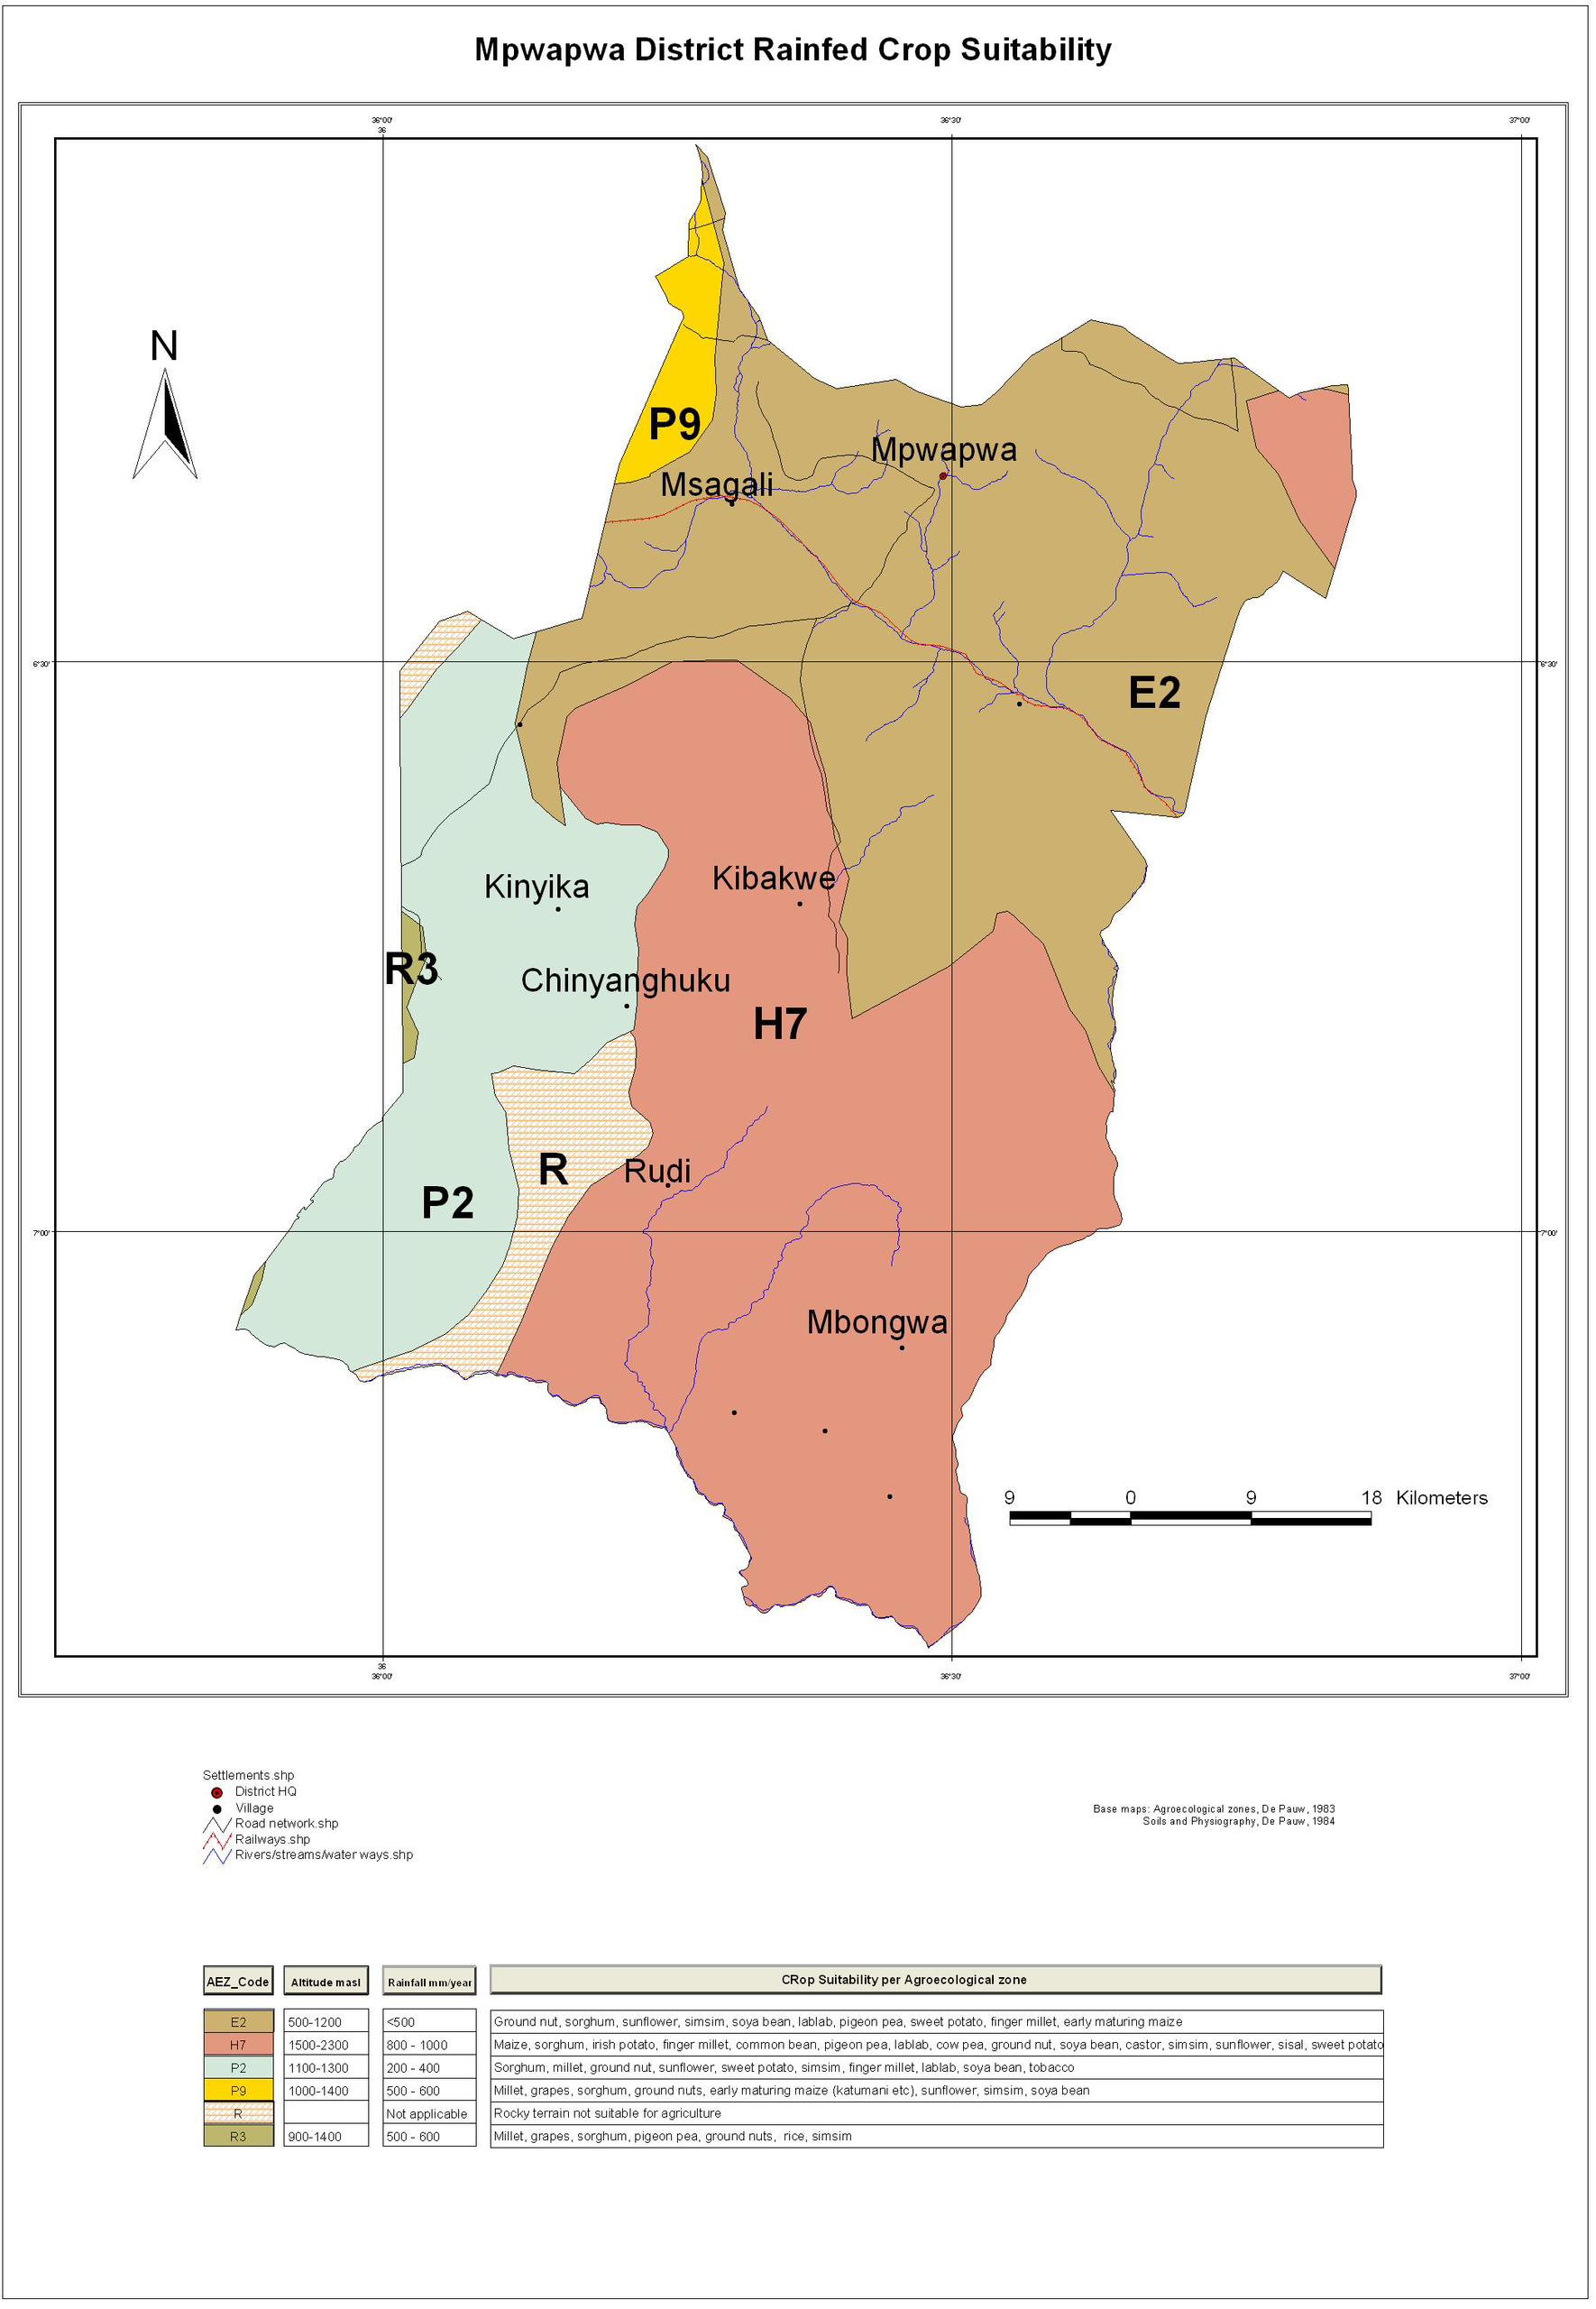 Mpwapwa District Rainfed Crop Suitability
36°00' 36°30' 37°00'
36
N
P9
Mpwapwa
Msagali
6°30' 6°30'
E2
Kinyika
Kibakwe
R3
Chinyanghuku
H7
R
Rudi
P2
7°00' 7°00'
Mbongwa
9 0 9 18 Kilometers
36
36°00' 36°30' 37°00'
Settlements.shp
District HQ
Village
Road network.shp
Railways.shp
Rivers/streams/water ways.shp
Base maps: Agroecological zones, De Pauw, 1983
Soils and Physiography, De Pauw, 1984
AEZ_Code Altitude masl Rainfall mm/year CRop Suitability per Agroecological zone
E2 500-1200 <500 Ground nut, sorghum, sunflower, simsim, soya bean, lablab, pigeon pea, sweet potato, finger millet, early maturing maize
H7 1500-2300 800 - 1000 Maize, sorghum, irish potato, finger millet, common bean, pigeon pea, lablab, cow pea, ground nut, soya bean, castor, simsim, sunflower, sisal, sweet potato
P2 1100-1300 200 - 400 Sorghum, millet, ground nut, sunflower, sweet potato, simsim, finger millet, lablab, soya bean, tobacco
P9 1000-1400 500 - 600 Millet, grapes, sorghum, ground nuts, early maturing maize (katumani etc), sunflower, simsim, soya bean
R Not applicable Rocky terrain not suitable for agriculture
R3 900-1400 500 - 600 Millet, grapes, sorghum, pigeon pea, ground nuts, rice, simsim